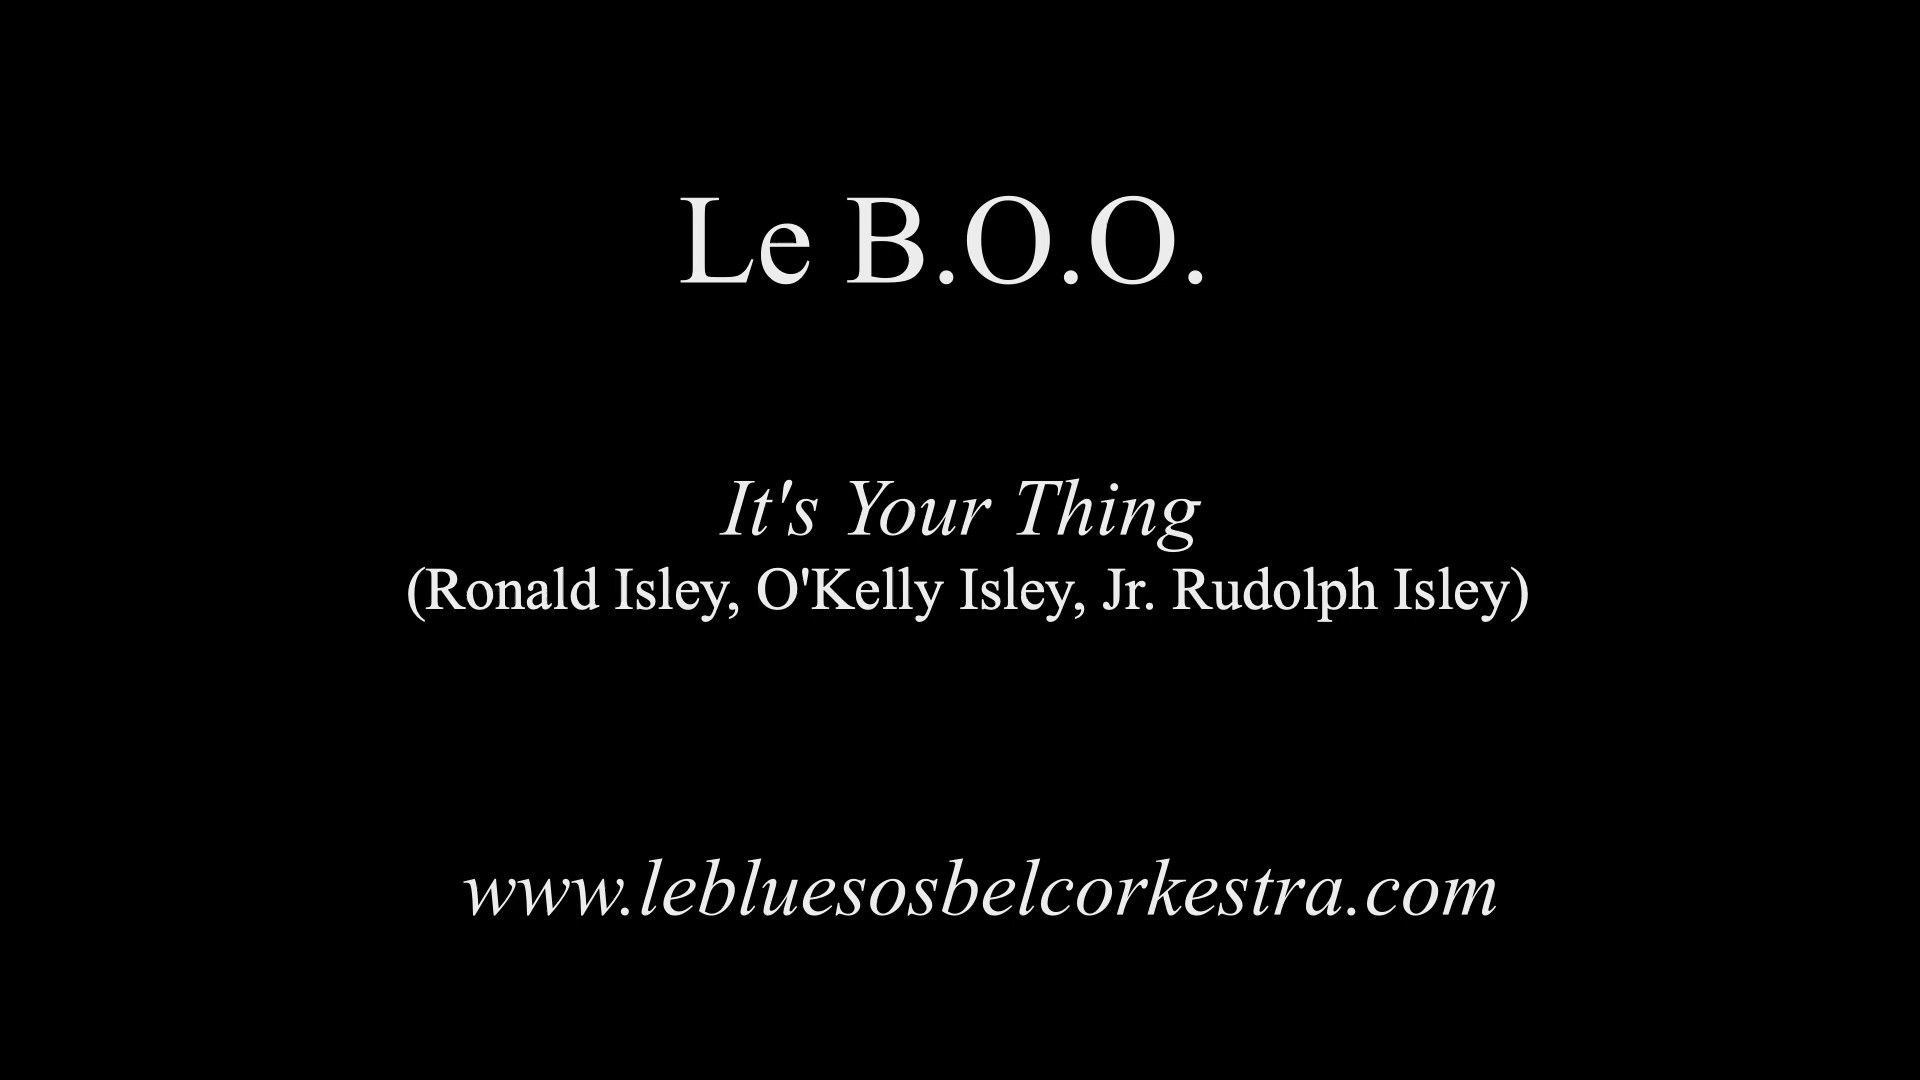 Le B.O.O.
It's Your Thing
(Ronald Isley, O'Kelly Isley, Jr. Rudolph Isley)
www.lebluesosbelcorkestra.com